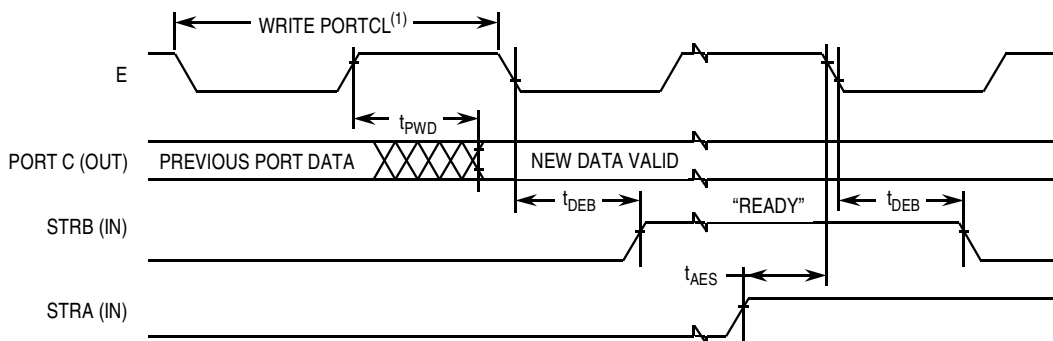 WRITE PORTCL(1)
E
tPWD
PORT C (OUT)
PREVIOUS PORT DATA
NEW DATA VALID
tDEB
"READY"
tDEB
STRB (IN)
tAES
STRA (IN)